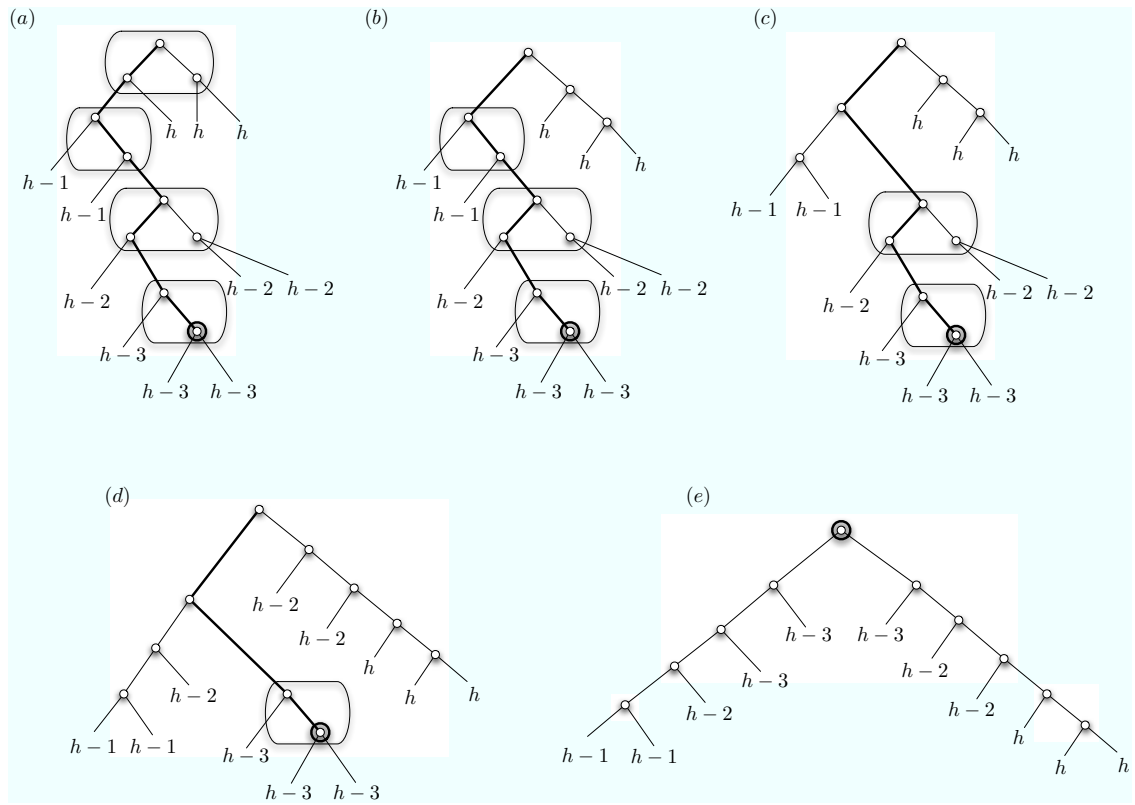 (a)
(b)
(c)
h h h
h − 1
h − 1
h − 2
h − 2 h − 2
h − 3
h − 3 h − 3
h
h h
h − 1
h − 1
h − 2
h − 2 h − 2
h − 3
h − 3 h − 3
h
h h
h − 1 h − 1
h − 2
h − 2 h − 2
h − 3
h − 3 h − 3
(d)
(e)
h − 2
h − 2
h
h h
h − 2
h − 1 h − 1
h − 3
h − 3 h − 3
h − 3 h − 3
h − 3
h − 2
h − 2
h − 2
h − 1 h − 1
h
h h